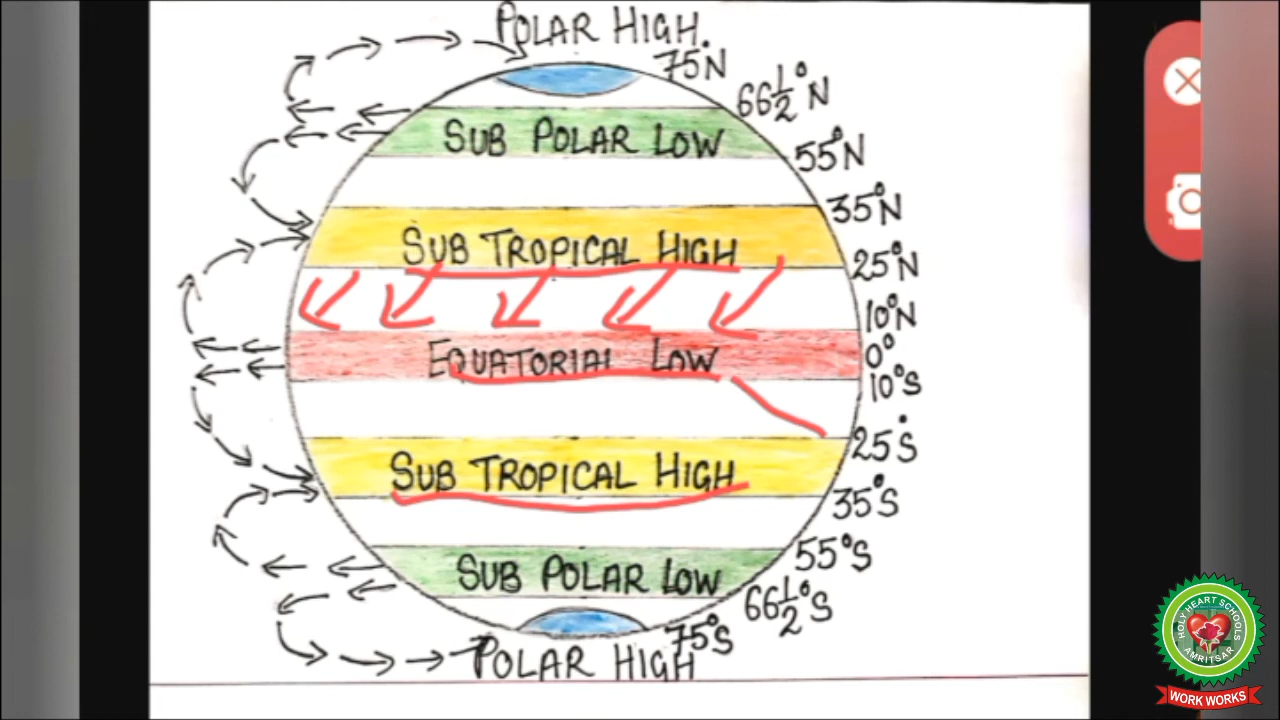 POLAR HIGH.
75°N
66½°N
SUB POLAR LOW
55°N
35°N
SUB TROPICAL HIGH
25°N
10°N
EQUATORIAL LOW
0°
10°S
25°S
SUB TROPICAL HIGH
35°S
55°S
SUB POLAR LOW
66½°S
75°S
POLAR HIGH
HOLY HEART SCHOOLS
AMRITSAR
WORK WORKS